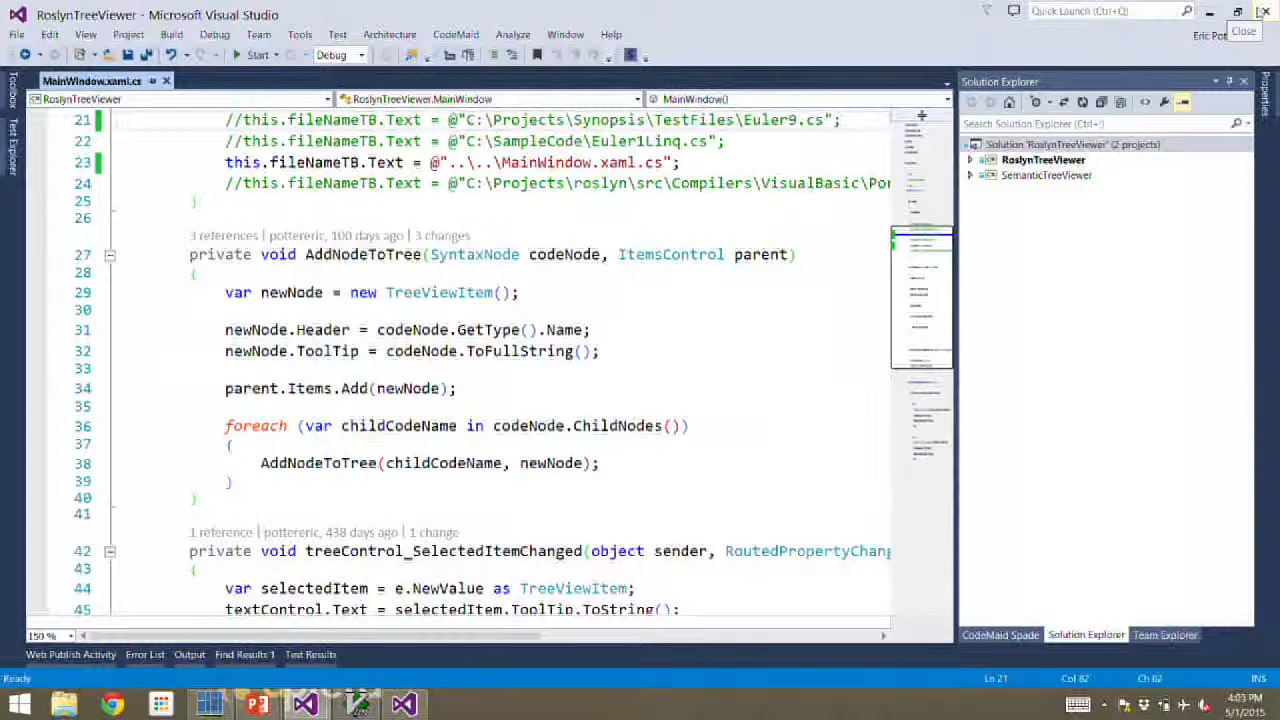 RoslynTreeViewer - Microsoft Visual Studio
Quick Launch (Ctrl+Q)
File Edit View Project Build Debug Team Tools Test Architecture CodeMaid Analyze Window Help
Eric
Close
Start
Debug
Toolbox
Test Explorer
Properties
MainWindow.xaml.cs
RoslynTreeViewer
RoslynTreeViewer.MainWindow
MainWindow()
21 //this.fileNameTB.Text = @"C:\Projects\Synopsis\TestFiles\Euler9.cs";
22 //this.fileNameTB.Text = @"C:\SampleCode\Euler1Linq.cs";
23 this.fileNameTB.Text = @"..\..\MainWindow.xaml.cs";
24 //this.fileNameTB.Text = @"C:\Projects\roslyn\src\Compilers\VisualBasic\Por
25 }
26
3 references | pottereric, 100 days ago | 3 changes
27 private void AddNodeToTree(SyntaxNode codeNode, ItemsControl parent)
28 {
29 var newNode = new TreeViewItem();
30
31 newNode.Header = codeNode.GetType().Name;
32 newNode.ToolTip = codeNode.ToFullString();
33
34 parent.Items.Add(newNode);
35
36 foreach (var childCodeName in codeNode.ChildNodes())
37 {
38 AddNodeToTree(childCodeName, newNode);
39 }
40 }
41
1 reference | pottereric, 438 days ago | 1 change
42 private void treeControl_SelectedItemChanged(object sender, RoutedPropertyChang
43 {
44 var selectedItem = e.NewValue as TreeViewItem;
45 textControl.Text = selectedItem.ToolTip.ToString();
150 %
Solution Explorer
Search Solution Explorer (Ctrl+;)
Solution 'RoslynTreeViewer' (2 projects)
RoslynTreeViewer
SemanticTreeViewer
CodeMaid Spade Solution Explorer Team Explorer
Web Publish Activity Error List Output Find Results 1 Test Results
Ready Ln 21 Col 82 Ch 82 INS
4:03 PM
5/1/2015